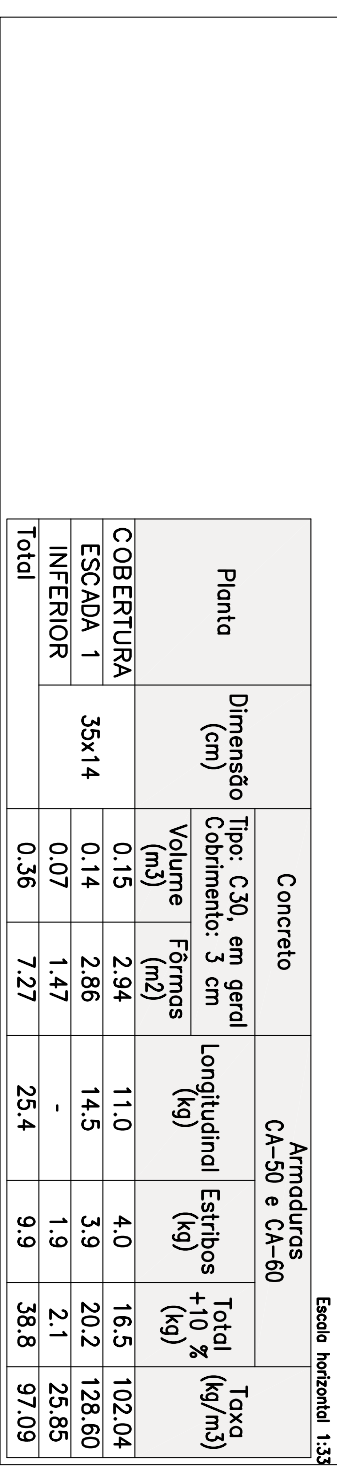 Escala horizontal 1:33
Planta
Dimensão
(cm)
Concreto
Armaduras
CA-50 e CA-60
Taxa
(kg/m3)
Tipo: C30, em geral
Cobrimento: 3 cm
Volume
(m3)
Fôrmas
(m2)
Longitudinal
(kg)
Estribos
(kg)
Total
+10 %
(kg)
COBERTURA 35x14 0.15 2.94 11.0 4.0 16.5 102.04
ESCADA 1 0.14 2.86 14.5 3.9 20.2 128.60
INFERIOR 0.07 1.47 - 1.9 2.1 25.85
Total 0.36 7.27 25.4 9.9 38.8 97.09